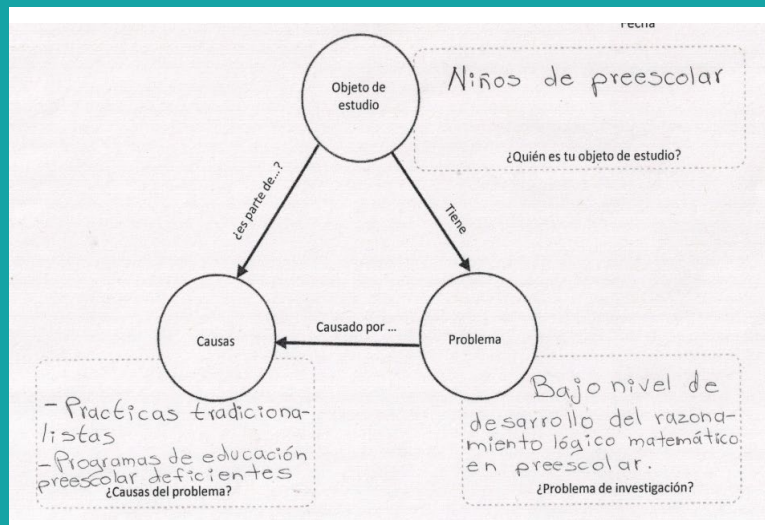 Fecha
Objeto de
estudio
Niños de preescolar
¿Quién es tu objeto de estudio?
¿es parte de...?
Tiene
Causas
Causado por ...
Problema
- Practicas tradiciona-
listas
- Programas de educación
preescolar deficientes
¿Causas del problema?
Bajo nivel de
desarrollo del razona-
miento lógico matemático
en preescolar.
¿Problema de investigación?